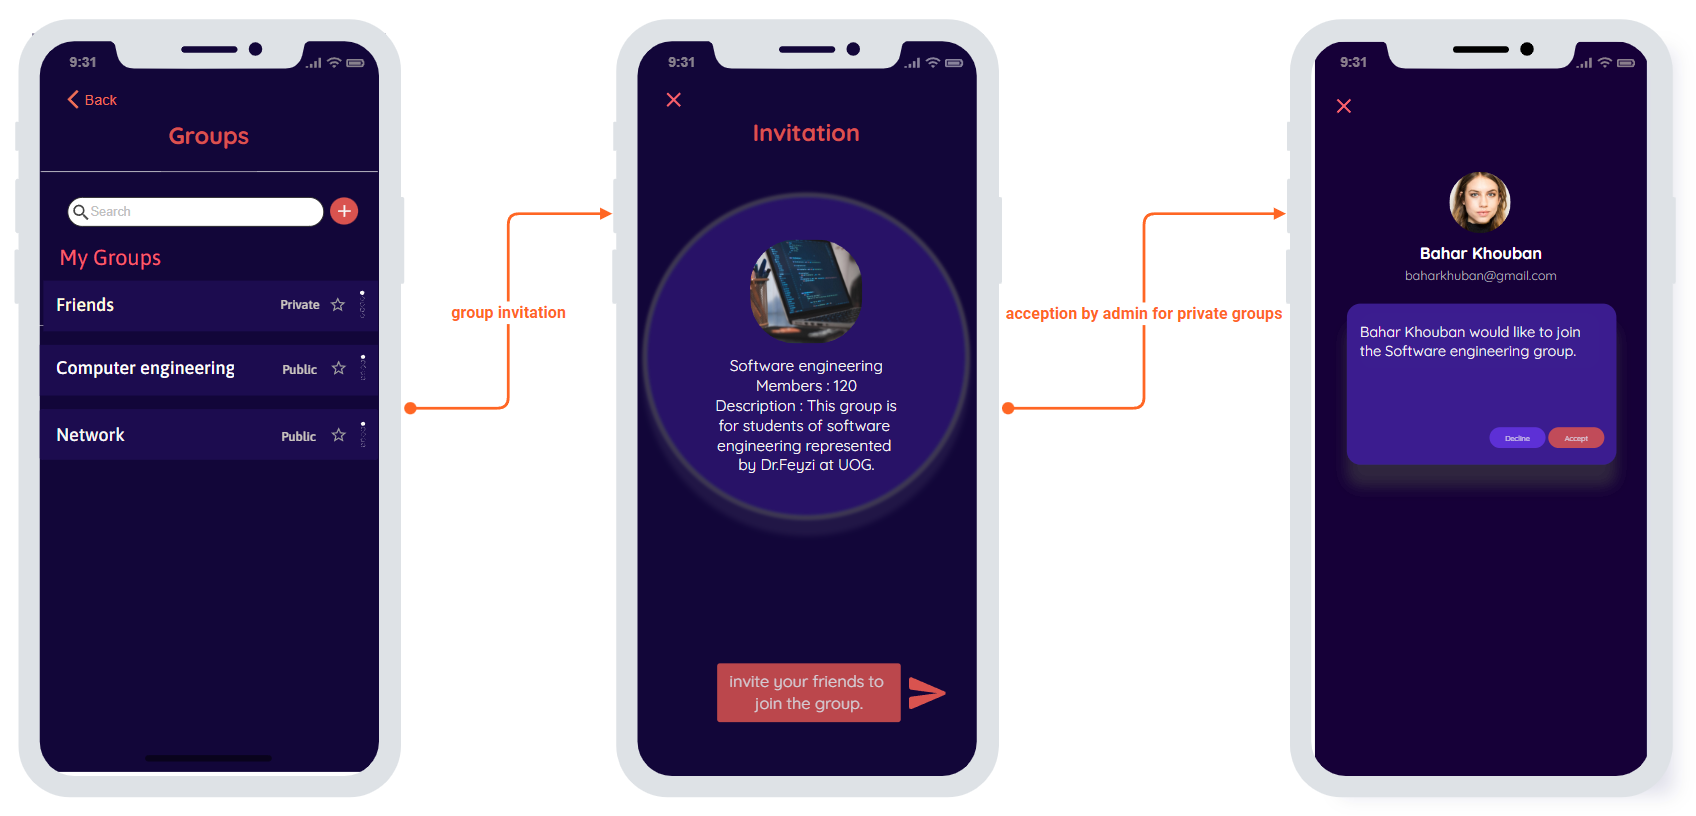 9:31
Back
Groups
Search
My Groups
Friends Private
Computer engineering Public
Network Public
group invitation
9:31
Invitation
Software engineering
Members : 120
Description : This group is
for students of software
engineering represented
by Dr.Feyzi at UOG.
invite your friends to
join the group.
acception by admin for private groups
9:31
Bahar Khouban
baharkhuban@gmail.com
Bahar Khouban would like to join
the Software engineering group.
Decline Accept